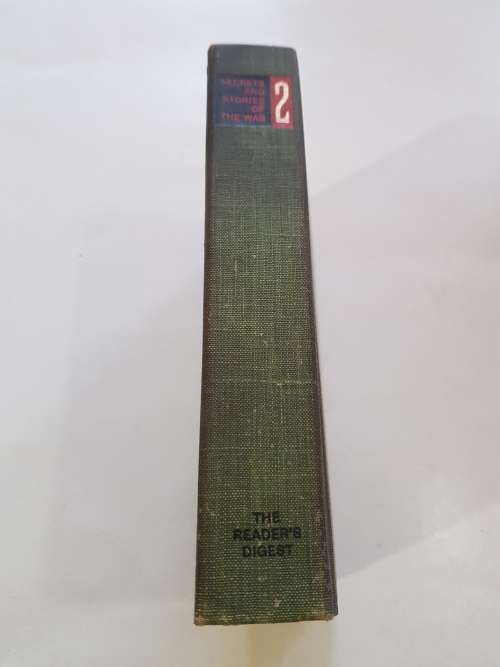 SECRETS
AND
STORIES
OF
THE WAR
2
THE
READER'S
DIGEST